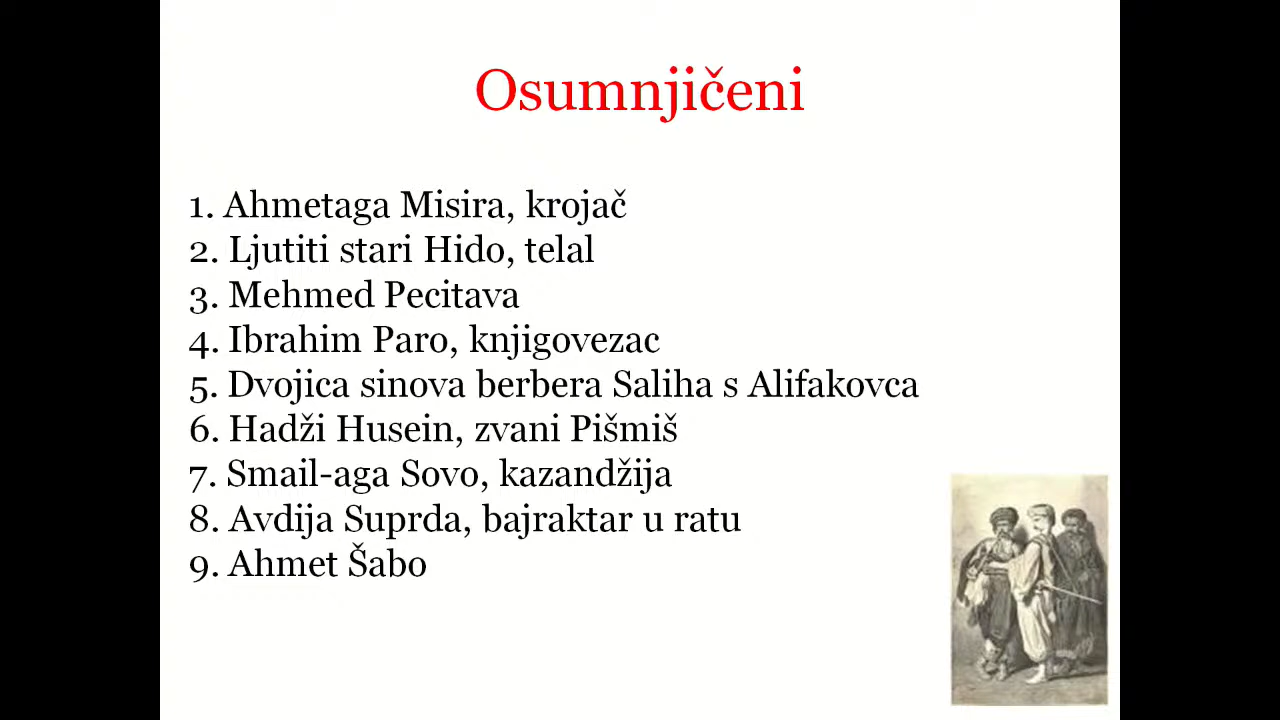 Osumnjičeni
1. Ahmetaga Misira, krojač
2. Ljutiti stari Hido, telal
3. Mehmed Pecitava
4. Ibrahim Paro, knjigovezac
5. Dvojica sinova berbera Saliha s Alifakovca
6. Hadži Husein, zvani Pišmiš
7. Smail-aga Sovo, kazandžija
8. Avdija Suprda, bajraktar u ratu
9. Ahmet Šabo